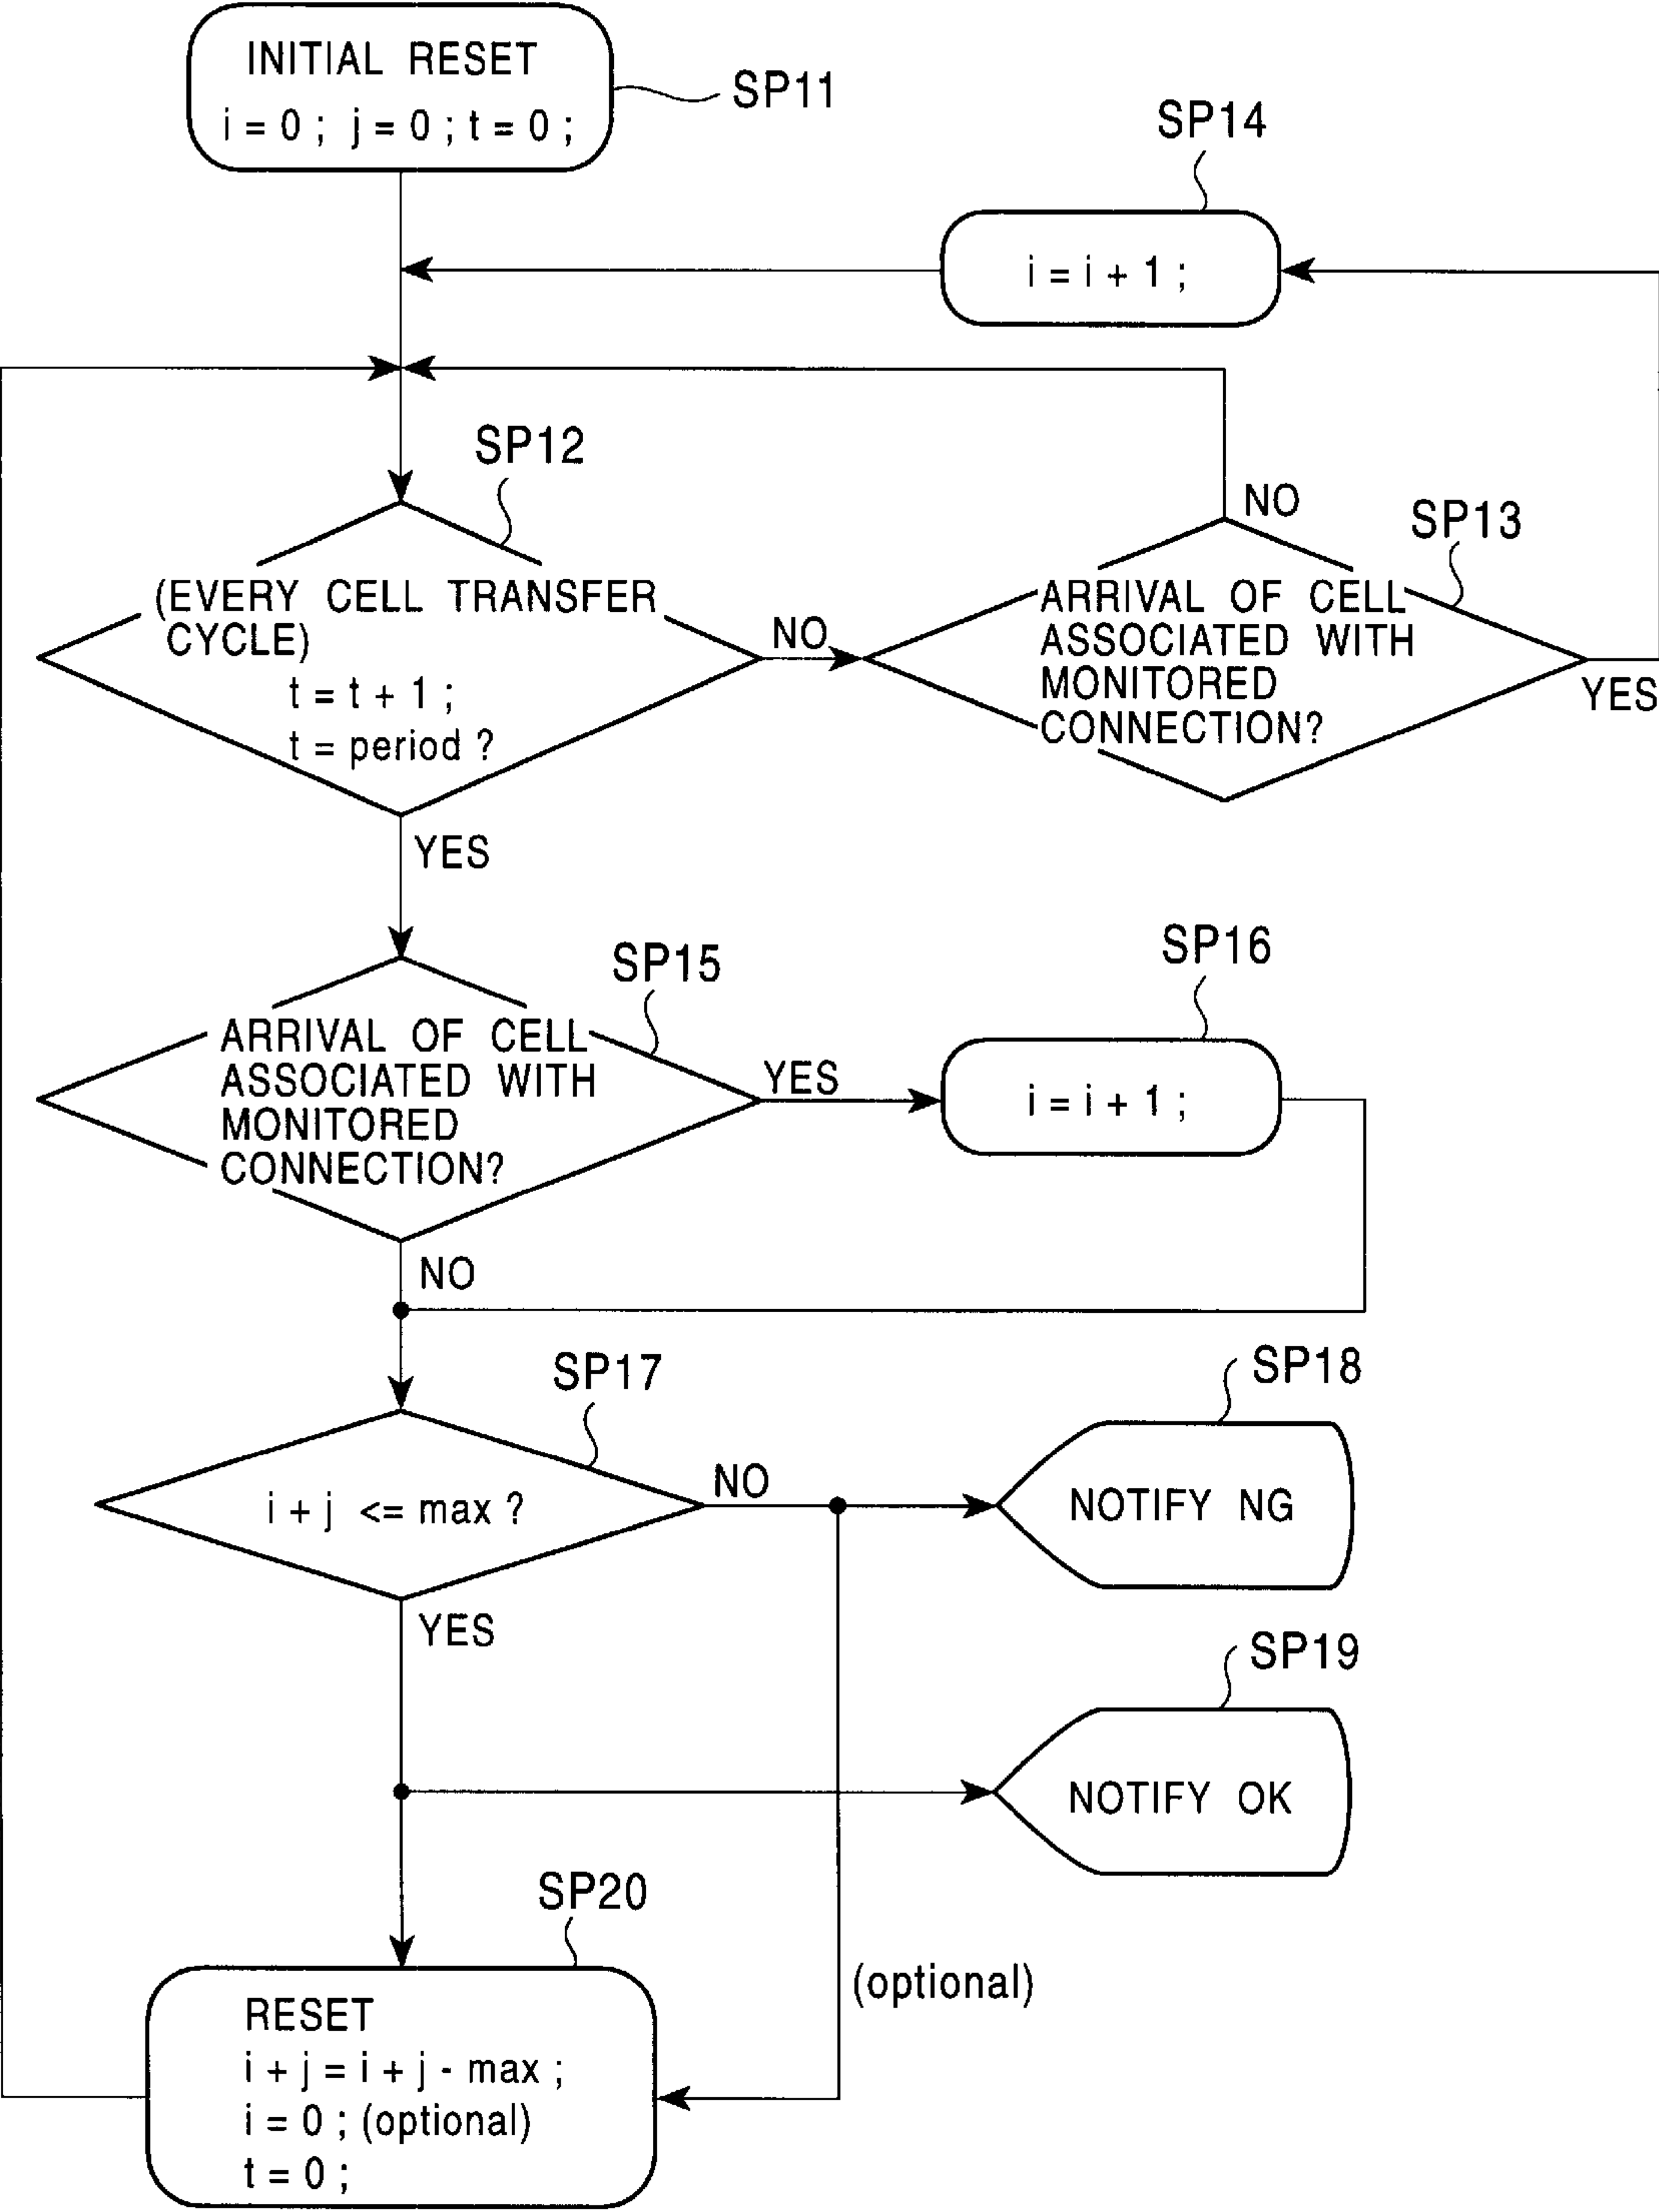 INITIAL RESET
i = 0 ; j = 0 ; t = 0 ;
SP11
SP14
i = i + 1 ;
SP12
(EVERY CELL TRANSFER
CYCLE)
t = t + 1 ;
t = period ?
NO
YES
NO
SP13
ARRIVAL OF CELL
ASSOCIATED WITH
MONITORED
CONNECTION?
YES
SP15
ARRIVAL OF CELL
ASSOCIATED WITH
MONITORED
CONNECTION?
YES
SP16
i = i + 1 ;
NO
SP17
i + j <= max ?
NO
SP18
NOTIFY NG
YES
SP19
NOTIFY OK
SP20
(optional)
RESET
i + j = i + j - max ;
i = 0 ; (optional)
t = 0 ;